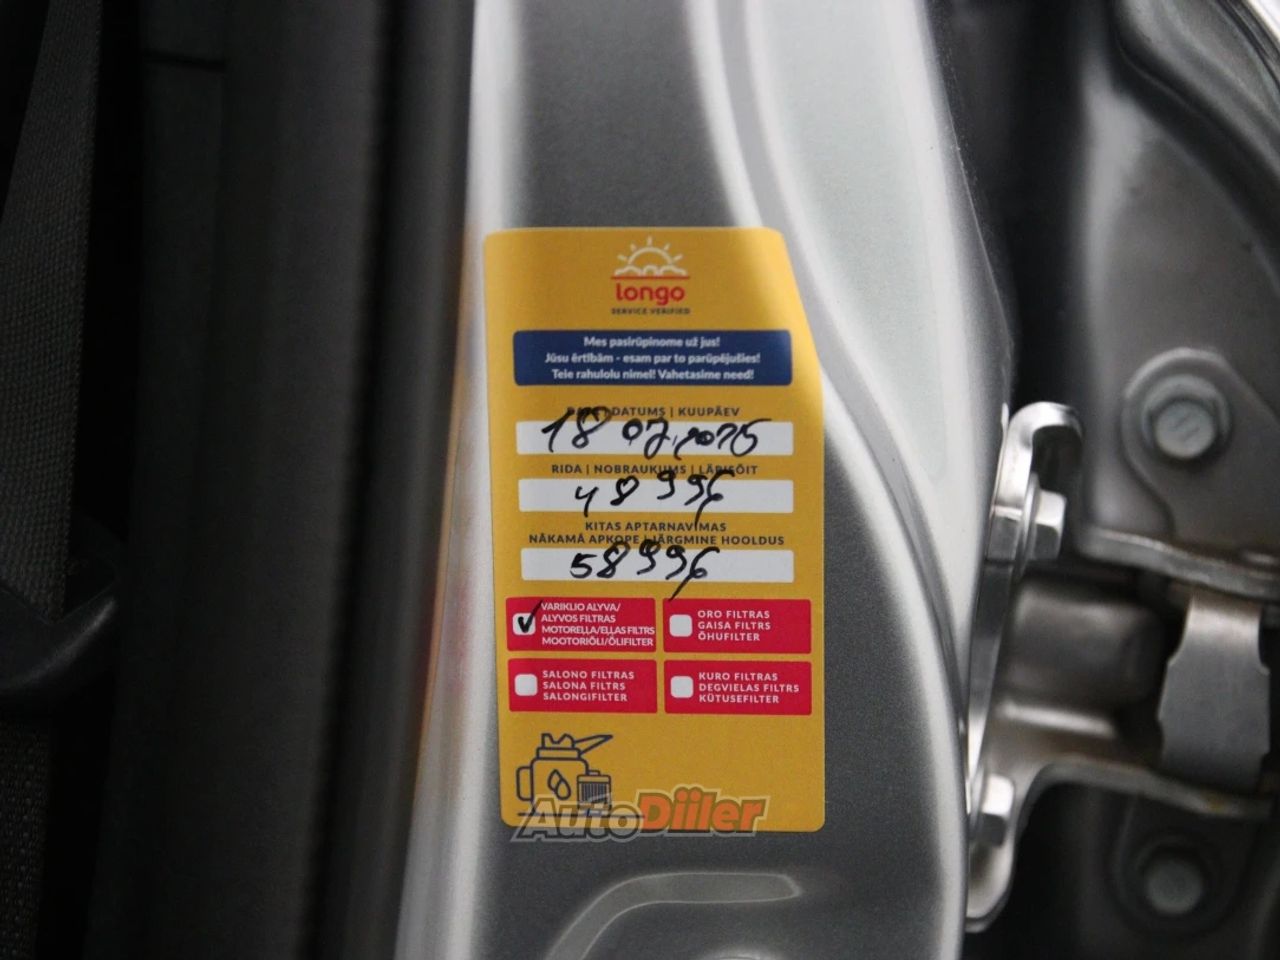 longo
SERVICE VERIFIED
Mes pasirūpinome už jus!
Jūsu ērtībām - esam par to parūpējušies!
Teie rahulolu nimel! Vahetasime need!
DATA | DATUMS | KUUPÄEV
18 07.2025
RIDA | NOBRAUKUMS | LÄBISÕIT
48996
KITAS APTARNAVIMAS
NĀKAMĀ APKOPE | JÄRGMINE HOOLDUS
58996
VARIKLIO ALYVA/
ALYVOS FILTRAS
MOTOREĻĻA/EĻĻAS FILTRS
MOOTORIÕLI/ÕLIFILTER
ORO FILTRAS
GAISA FILTRS
ÕHUFILTER
SALONO FILTRAS
SALONA FILTRS
SALONGIFILTER
KURO FILTRAS
DEGVIELAS FILTRS
KÜTUSEFILTER
AutoDiiler